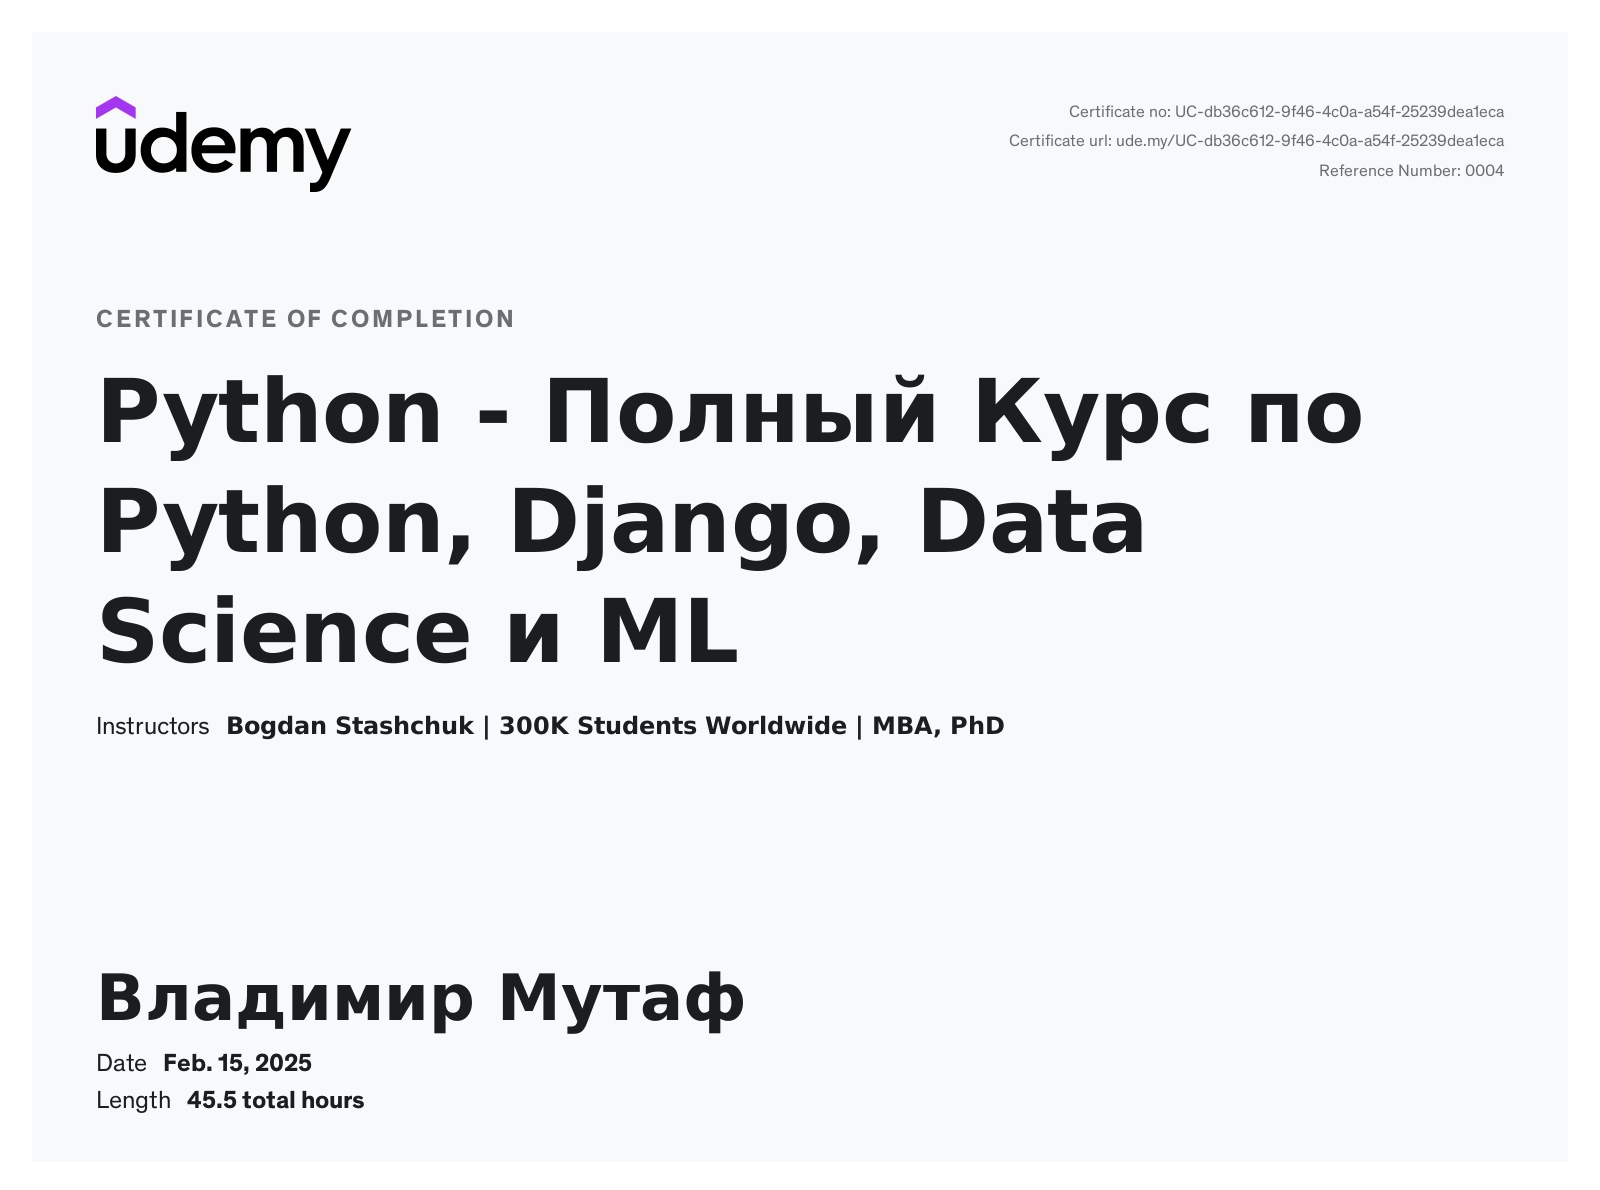 udemy
Certificate no: UC-db36c612-9f46-4c0a-a54f-25239dea1eca
Certificate url: ude.my/UC-db36c612-9f46-4c0a-a54f-25239dea1eca
Reference Number: 0004
CERTIFICATE OF COMPLETION
Python - Полный Курс по
Python, Django, Data
Science и ML
Instructors Bogdan Stashchuk | 300K Students Worldwide | MBA, PhD
Владимир Мутаф
Date Feb. 15, 2025
Length 45.5 total hours